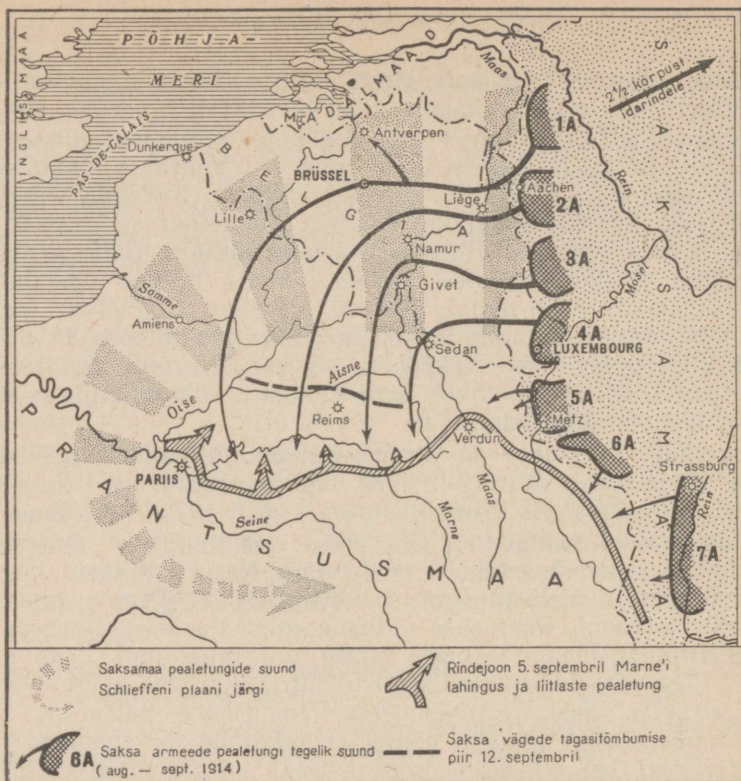 PÕHJA-
MERI
INGLISMAA
PAS-DE-CALAIS
MADALMAAD
Maas
SAKSAMAA
2½ korpust
idarindele
Dunkerque
Antverpen
1A
BELGIA
BRÜSSEL
Aachen
Rein
Lille
Liège
2A
Namur
3A
Mosel
Givet
Somme
Amiens
4A
Sedan
LUXEMBOURG
Oise
Aisne
5A
Reims
Metz
Verdun
6A
PARIIS
Strassburg
Rein
Seine
Marne
Maas
7A
PRANTSUSMAA
Saksamaa pealetungide suund
Schlieffeni plaani järgi
Rindejoon 5. septembril Marne'i
lahingus ja liitlaste pealetung
6A Saksa armeede pealetungi tegelik suund
(aug. — sept. 1914)
Saksa vägede tagasitõmbumise
piir 12. septembril